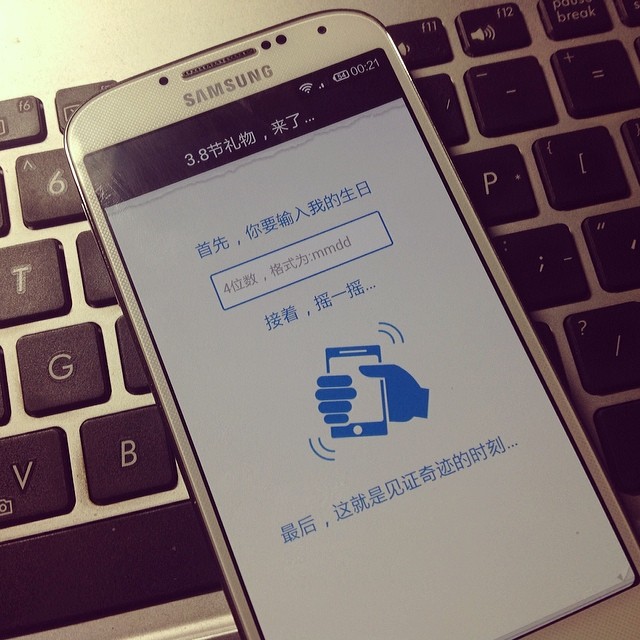 f6
f11
f12
pause
break
SAMSUNG
00:21
3.8节礼物，来了...
首先，你要输入我的生日
4位数，格式为:mmdd
接着，摇一摇...
最后，这就是见证奇迹的时刻...
^
6
T
G
V
B
-
+
=
P
*
{
[
:
;
-
"
?
/